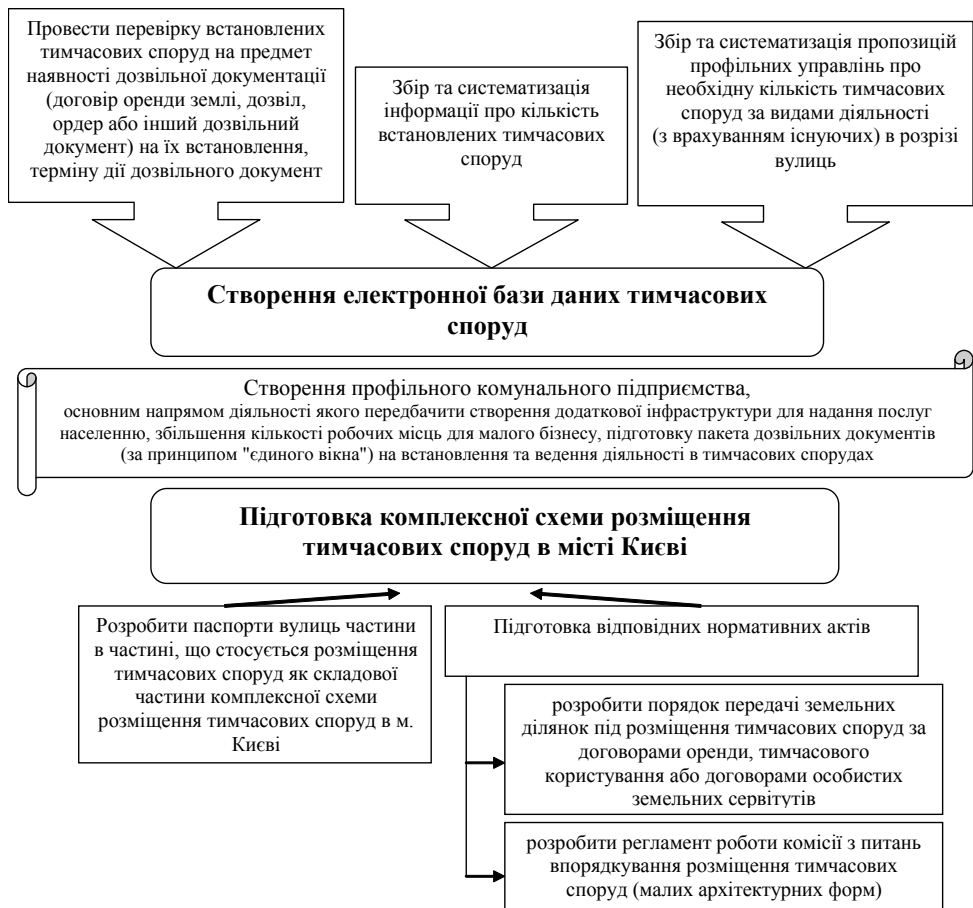 Провести перевірку встановлених
тимчасових споруд на предмет
наявності дозвільної документації
(договір оренди землі, дозвіл,
ордер або інший дозвільний
документ) на їх встановлення,
терміну дії дозвільного документ
Збір та систематизація
інформації про кількість
встановлених тимчасових
споруд
Збір та систематизація пропозицій
профільних управлінь про
необхідну кількість тимчасових
споруд за видами діяльності
(з врахуванням існуючих) в розрізі
вулиць
Створення електронної бази даних тимчасових
споруд
Створення профільного комунального підприємства,
основним напрямом діяльності якого передбачити створення додаткової інфраструктури для надання послуг
населенню, збільшення кількості робочих місць для малого бізнесу, підготовку пакета дозвільних документів
(за принципом "єдиного вікна") на встановлення та ведення діяльності в тимчасових спорудах
Підготовка комплексної схеми розміщення
тимчасових споруд в місті Києві
Розробити паспорти вулиць частини
в частині, що стосується розміщення
тимчасових споруд як складової
частини комплексної схеми
розміщення тимчасових споруд в м.
Києві
Підготовка відповідних нормативних актів
розробити порядок передачі земельних
ділянок під розміщення тимчасових споруд за
договорами оренди, тимчасового
користування або договорами особистих
земельних сервітутів
розробити регламент роботи комісії з питань
впорядкування розміщення тимчасових
споруд (малих архітектурних форм)